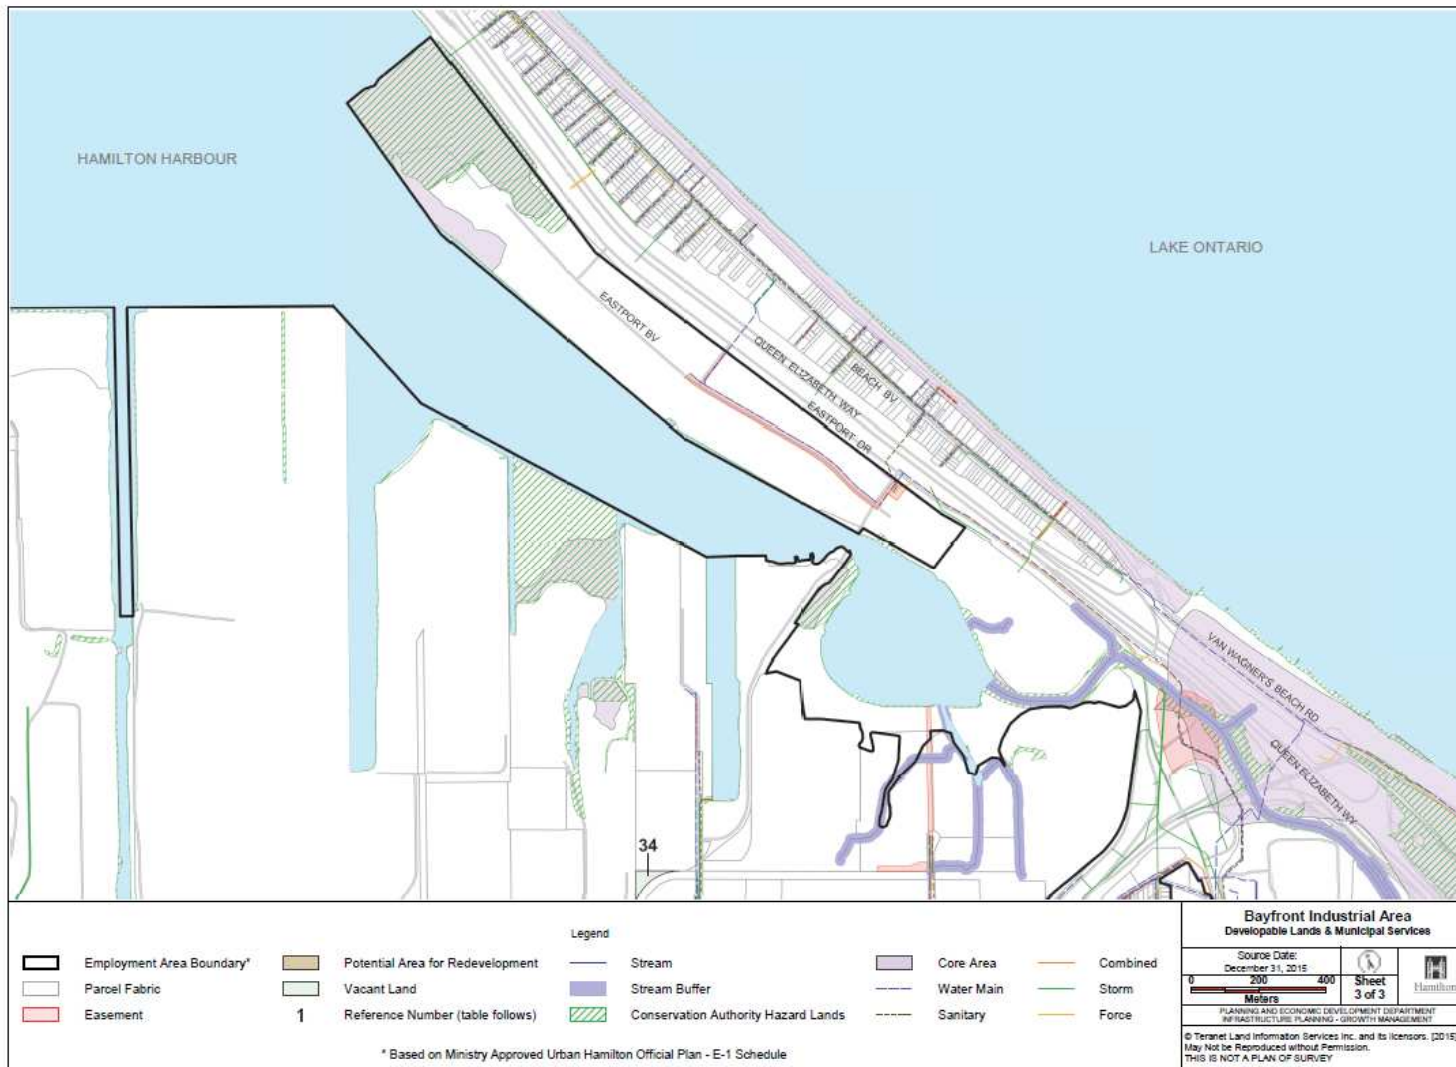 HAMILTON HARBOUR
LAKE ONTARIO
EASTPORT BV
QUEEN ELIZABETH WAY
BEACH BV
EASTPORT DR
VAN WAGNER'S BEACH RD
QUEEN ELIZABETH WY
34
Legend
Employment Area Boundary*
Parcel Fabric
Easement
Potential Area for Redevelopment
Vacant Land
1 Reference Number (table follows)
Stream
Stream Buffer
Conservation Authority Hazard Lands
Core Area
Water Main
Sanitary
Combined
Storm
Force
* Based on Ministry Approved Urban Hamilton Official Plan - E-1 Schedule
Bayfront Industrial Area
Developable Lands & Municipal Services
Source Date:
December 31, 2015
0 200 400
Meters
Sheet
3 of 3
Hamilton
PLANNING AND ECONOMIC DEVELOPMENT DEPARTMENT
INFRASTRUCTURE PLANNING - GROWTH MANAGEMENT
© Teranet Land Information Services Inc. and its licensors. [2015]
May Not be Reproduced without Permission.
THIS IS NOT A PLAN OF SURVEY